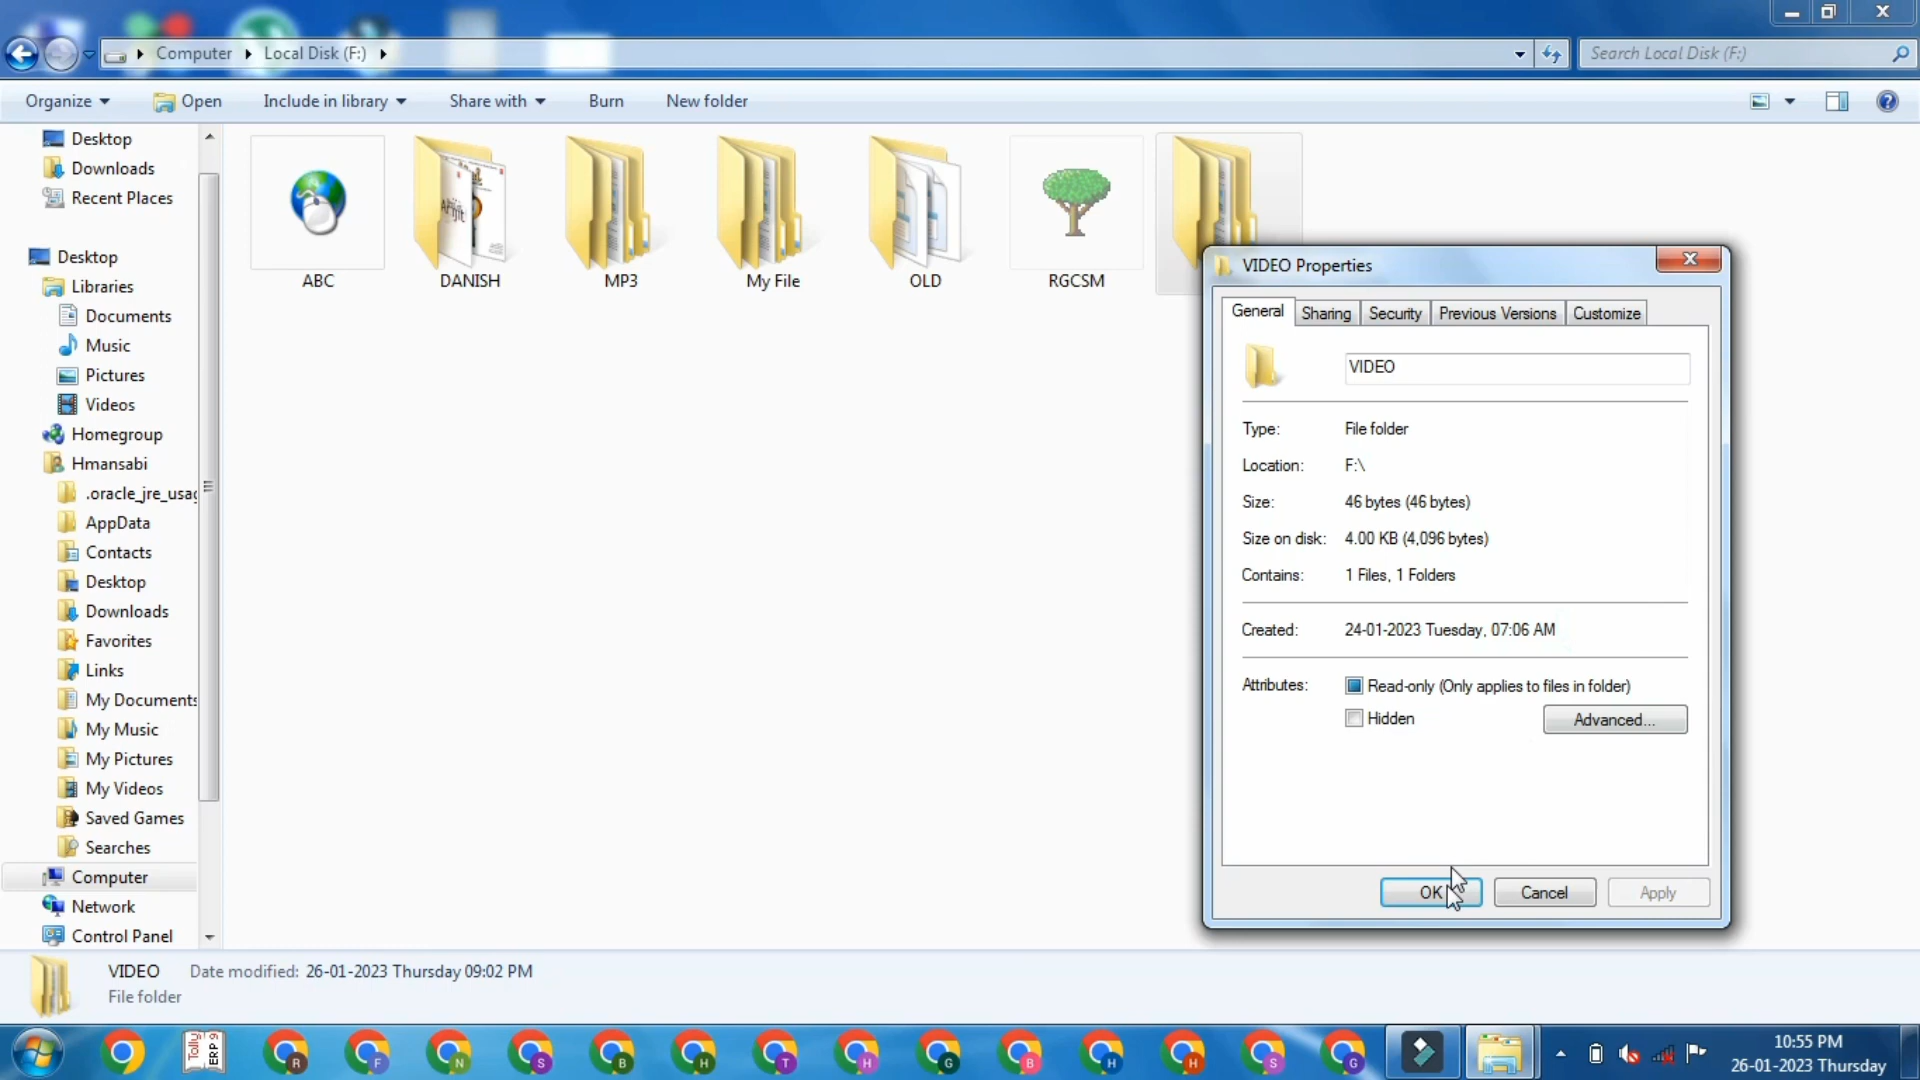 Computer Local Disk (F:)
Search Local Disk (F:)
Organize Open Include in library Share with Burn New folder
Desktop
Downloads
Recent Places
Desktop
Libraries
Documents
Music
Pictures
Videos
Homegroup
Hmansabi
.oracle_jre_usag
AppData
Contacts
Desktop
Downloads
Favorites
Links
My Documents
My Music
My Pictures
My Videos
Saved Games
Searches
Computer
Network
Control Panel
ABC DANISH MP3 My File OLD RGCSM
VIDEO Properties
General Sharing Security Previous Versions Customize
VIDEO
Type: File folder
Location: F:\
Size: 46 bytes (46 bytes)
Size on disk: 4.00 KB (4,096 bytes)
Contains: 1 Files, 1 Folders
Created: 24-01-2023 Tuesday, 07:06 AM
Attributes: Read-only (Only applies to files in folder)
Hidden Advanced...
OK Cancel Apply
VIDEO Date modified: 26-01-2023 Thursday 09:02 PM
File folder
Tally ERP 9
R F N S B H T H G B H H S G
10:55 PM
26-01-2023 Thursday